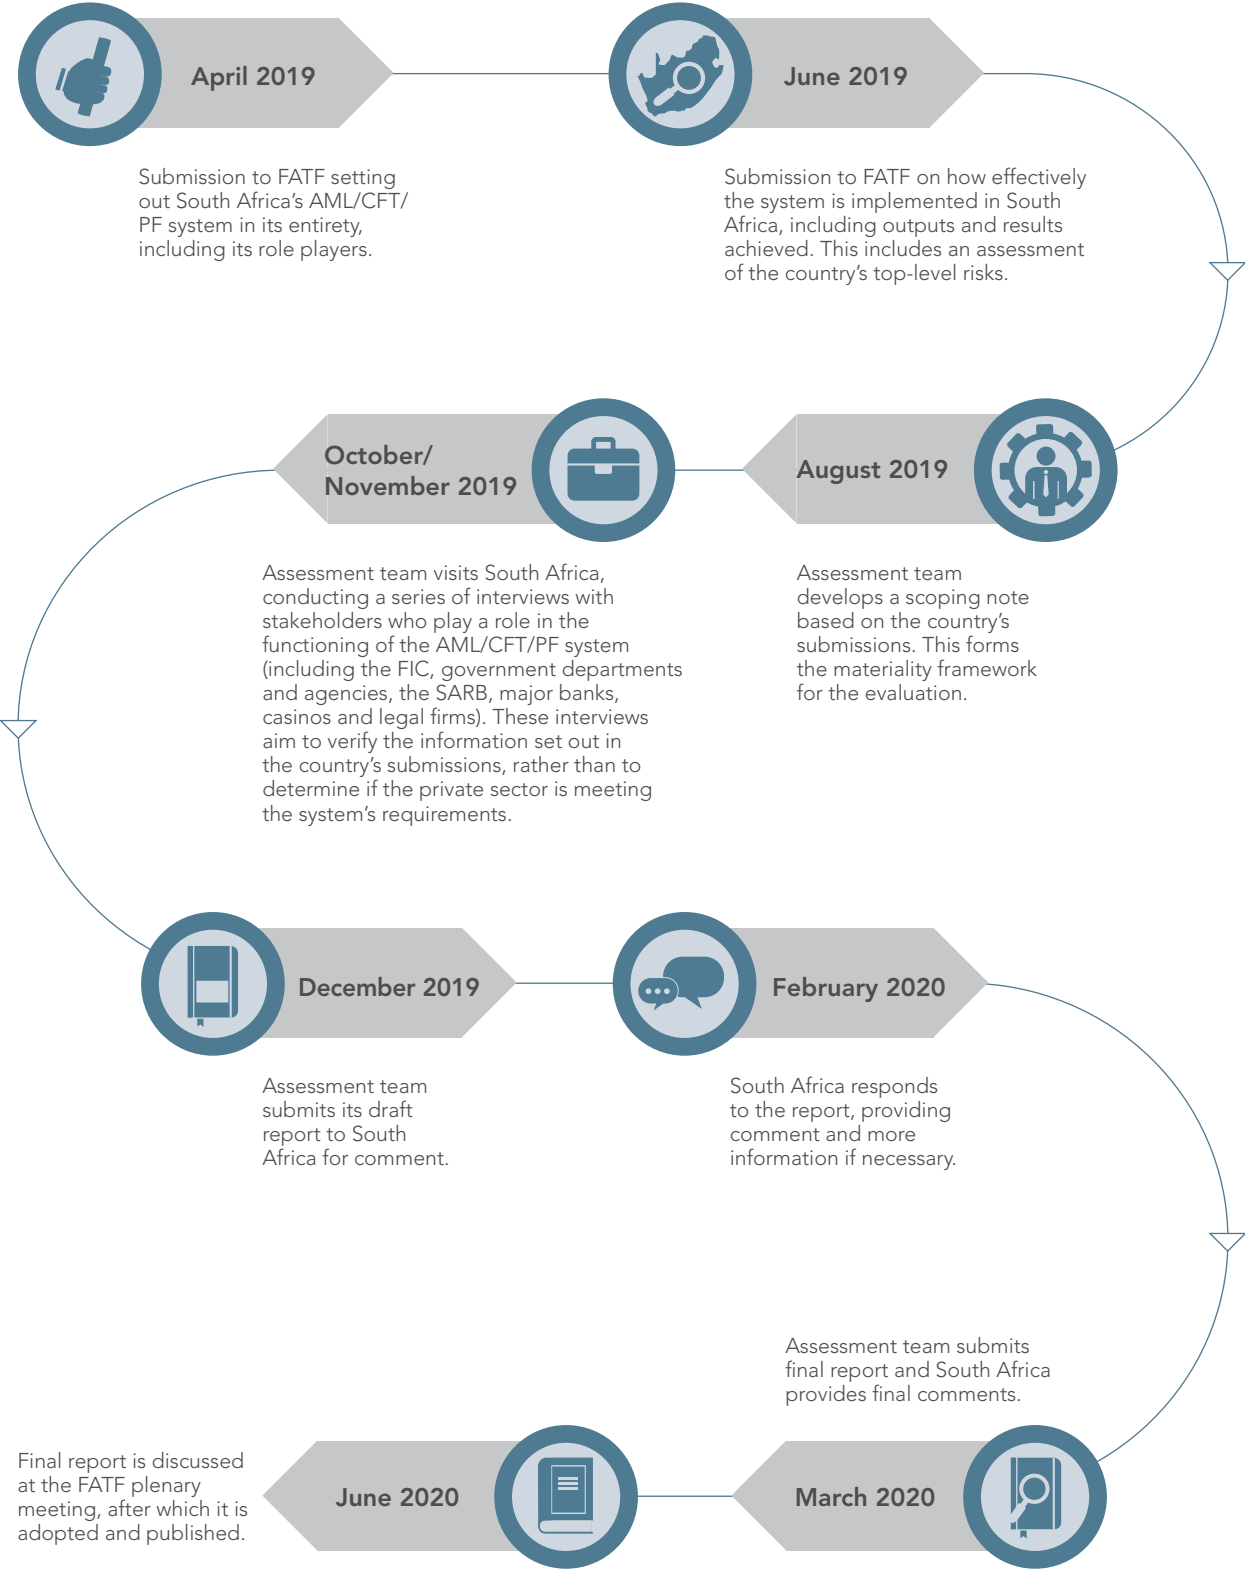 April 2019
Submission to FATF setting
out South Africa’s AML/CFT/
PF system in its entirety,
including its role players.
June 2019
Submission to FATF on how effectively
the system is implemented in South
Africa, including outputs and results
achieved. This includes an assessment
of the country’s top-level risks.
August 2019
Assessment team
develops a scoping note
based on the country’s
submissions. This forms
the materiality framework
for the evaluation.
October/
November 2019
Assessment team visits South Africa,
conducting a series of interviews with
stakeholders who play a role in the
functioning of the AML/CFT/PF system
(including the FIC, government departments
and agencies, the SARB, major banks,
casinos and legal firms). These interviews
aim to verify the information set out in
the country’s submissions, rather than to
determine if the private sector is meeting
the system’s requirements.
December 2019
Assessment team
submits its draft
report to South
Africa for comment.
February 2020
South Africa responds
to the report, providing
comment and more
information if necessary.
Assessment team submits
final report and South Africa
provides final comments.
March 2020
June 2020
Final report is discussed
at the FATF plenary
meeting, after which it is
adopted and published.